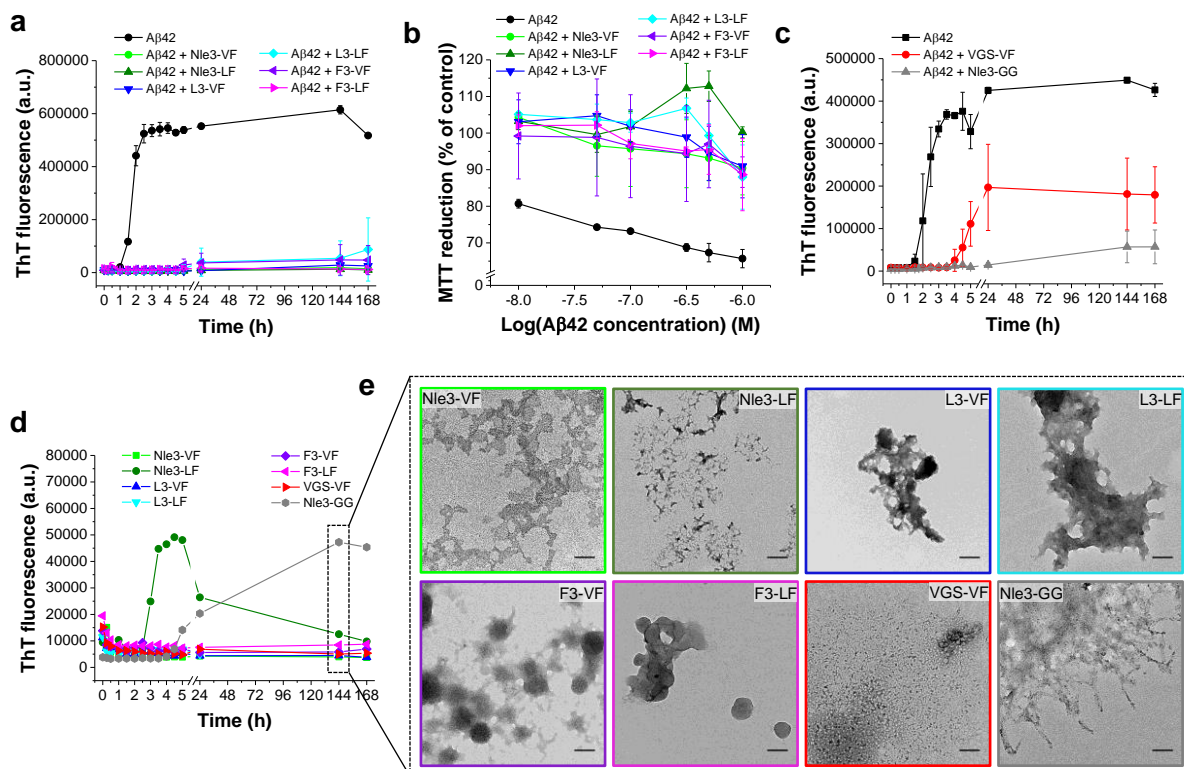 a
Aβ42
Aβ42 + Nle3-VF
Aβ42 + Nle3-LF
Aβ42 + L3-VF
Aβ42 + L3-LF
Aβ42 + F3-VF
Aβ42 + F3-LF
ThT fluorescence (a.u.)
800000
600000
400000
200000
0
0 1 2 3 4 5 24 48 72 96 120 144 168
Time (h)
b
Aβ42
Aβ42 + Nle3-VF
Aβ42 + Nle3-LF
Aβ42 + L3-VF
Aβ42 + L3-LF
Aβ42 + F3-VF
Aβ42 + F3-LF
MTT reduction (% of control)
120
110
100
90
80
70
60
0
-8.0 -7.5 -7.0 -6.5 -6.0
Log(Aβ42 concentration) (M)
c
Aβ42
Aβ42 + VGS-VF
Aβ42 + Nle3-GG
ThT fluorescence (a.u.)
500000
400000
300000
200000
100000
0
0 1 2 3 4 5 24 48 72 96 120 144 168
Time (h)
d
Nle3-VF
Nle3-LF
L3-VF
L3-LF
F3-VF
F3-LF
VGS-VF
Nle3-GG
ThT fluorescence (a.u.)
80000
70000
60000
50000
40000
30000
20000
10000
0
0 1 2 3 4 5 24 48 72 96 120 144 168
Time (h)
e
Nle3-VF
Nle3-LF
L3-VF
L3-LF
F3-VF
F3-LF
VGS-VF
Nle3-GG